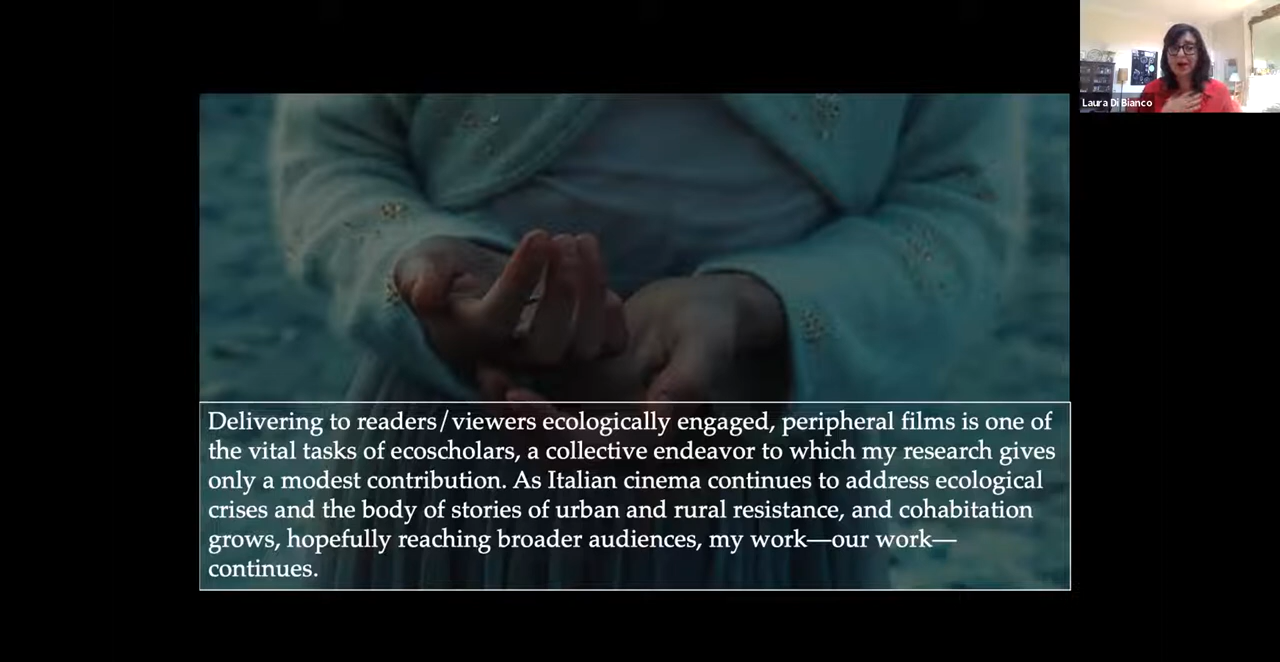 Laura Di Bianco
Delivering to readers/viewers ecologically engaged, peripheral films is one of
the vital tasks of ecoscholars, a collective endeavor to which my research gives
only a modest contribution. As Italian cinema continues to address ecological
crises and the body of stories of urban and rural resistance, and cohabitation
grows, hopefully reaching broader audiences, my work—our work—
continues.